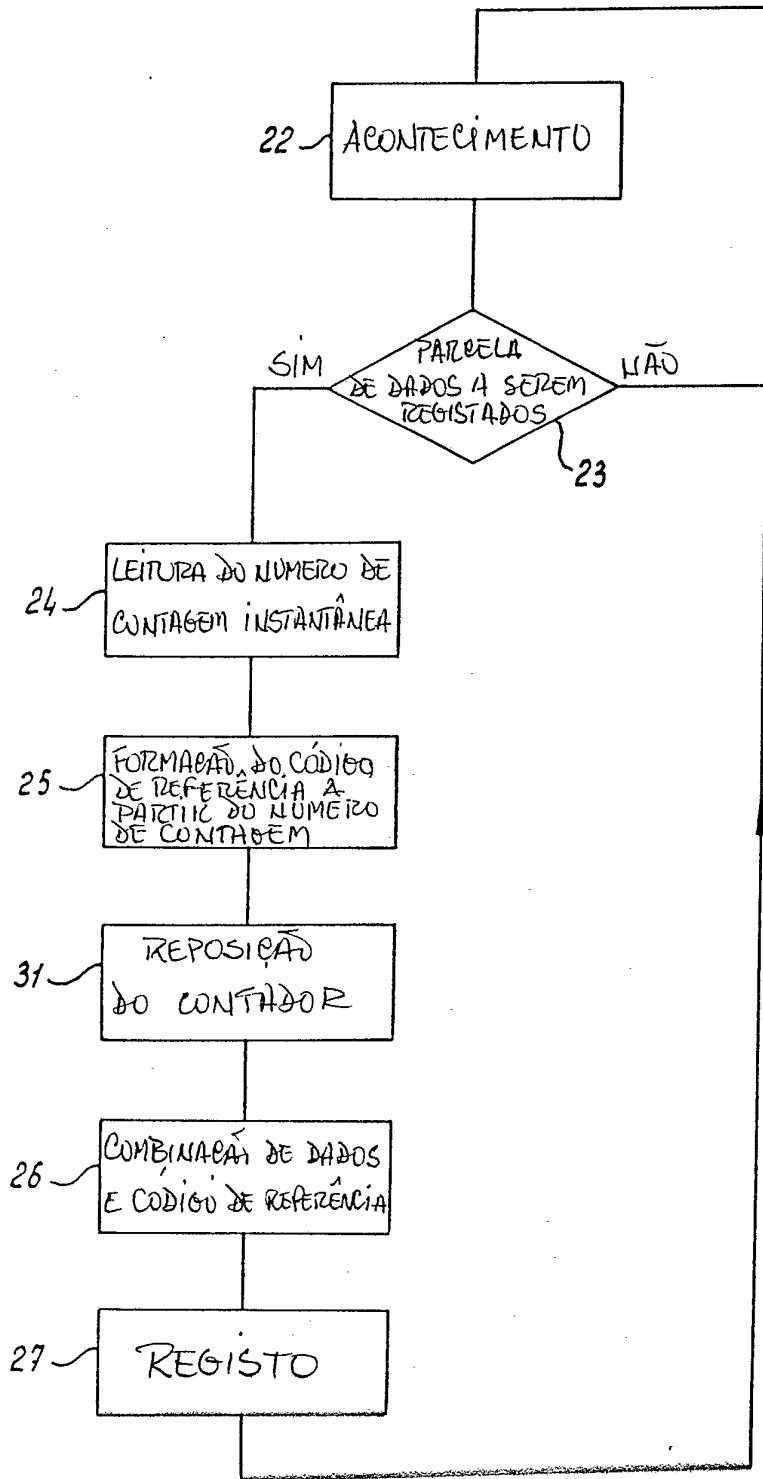 22 ACONTECIMENTO
PARCELA
SIM DE DADOS A SEREM NÃO
REGISTADOS
23
LEITURA DO NUMERO DE
24 CONTAGEM INSTANTÂNEA
FORMAÇÃO DO CÓDIGO
25 DE REFERÊNCIA A
PARTIR DO NUMERO
DE CONTAGEM
REPOSIÇÃO
31 DO CONTADOR
COMBINAÇÃO DE DADOS
26 E CÓDIGO DE REFERÊNCIA
27 REGISTO